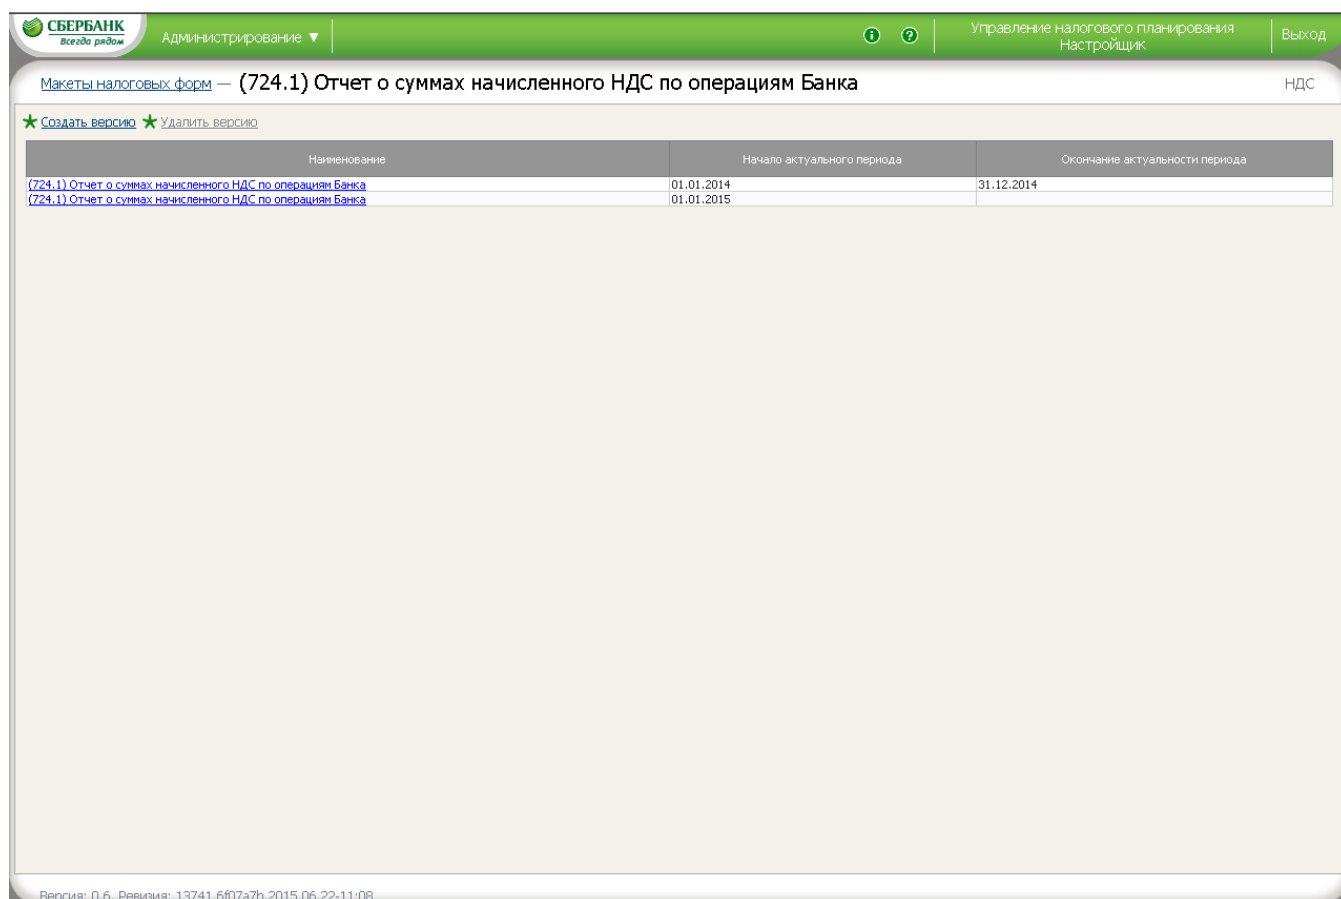 СБЕРБАНК
Всегда рядом
Администрирование ▼
Управление налогового планирования
Настройщик
Выход
Макеты налоговых форм — (724.1) Отчет о суммах начисленного НДС по операциям Банка
НДС
Создать версию Удалить версию
Наименование Начало актуального периода Окончание актуальности периода
(724.1) Отчет о суммах начисленного НДС по операциям Банка 01.01.2014 31.12.2014
(724.1) Отчет о суммах начисленного НДС по операциям Банка 01.01.2015
Версия: 0.6, Ревизия: 13741.6f07a7b.2015.06.22-11:08